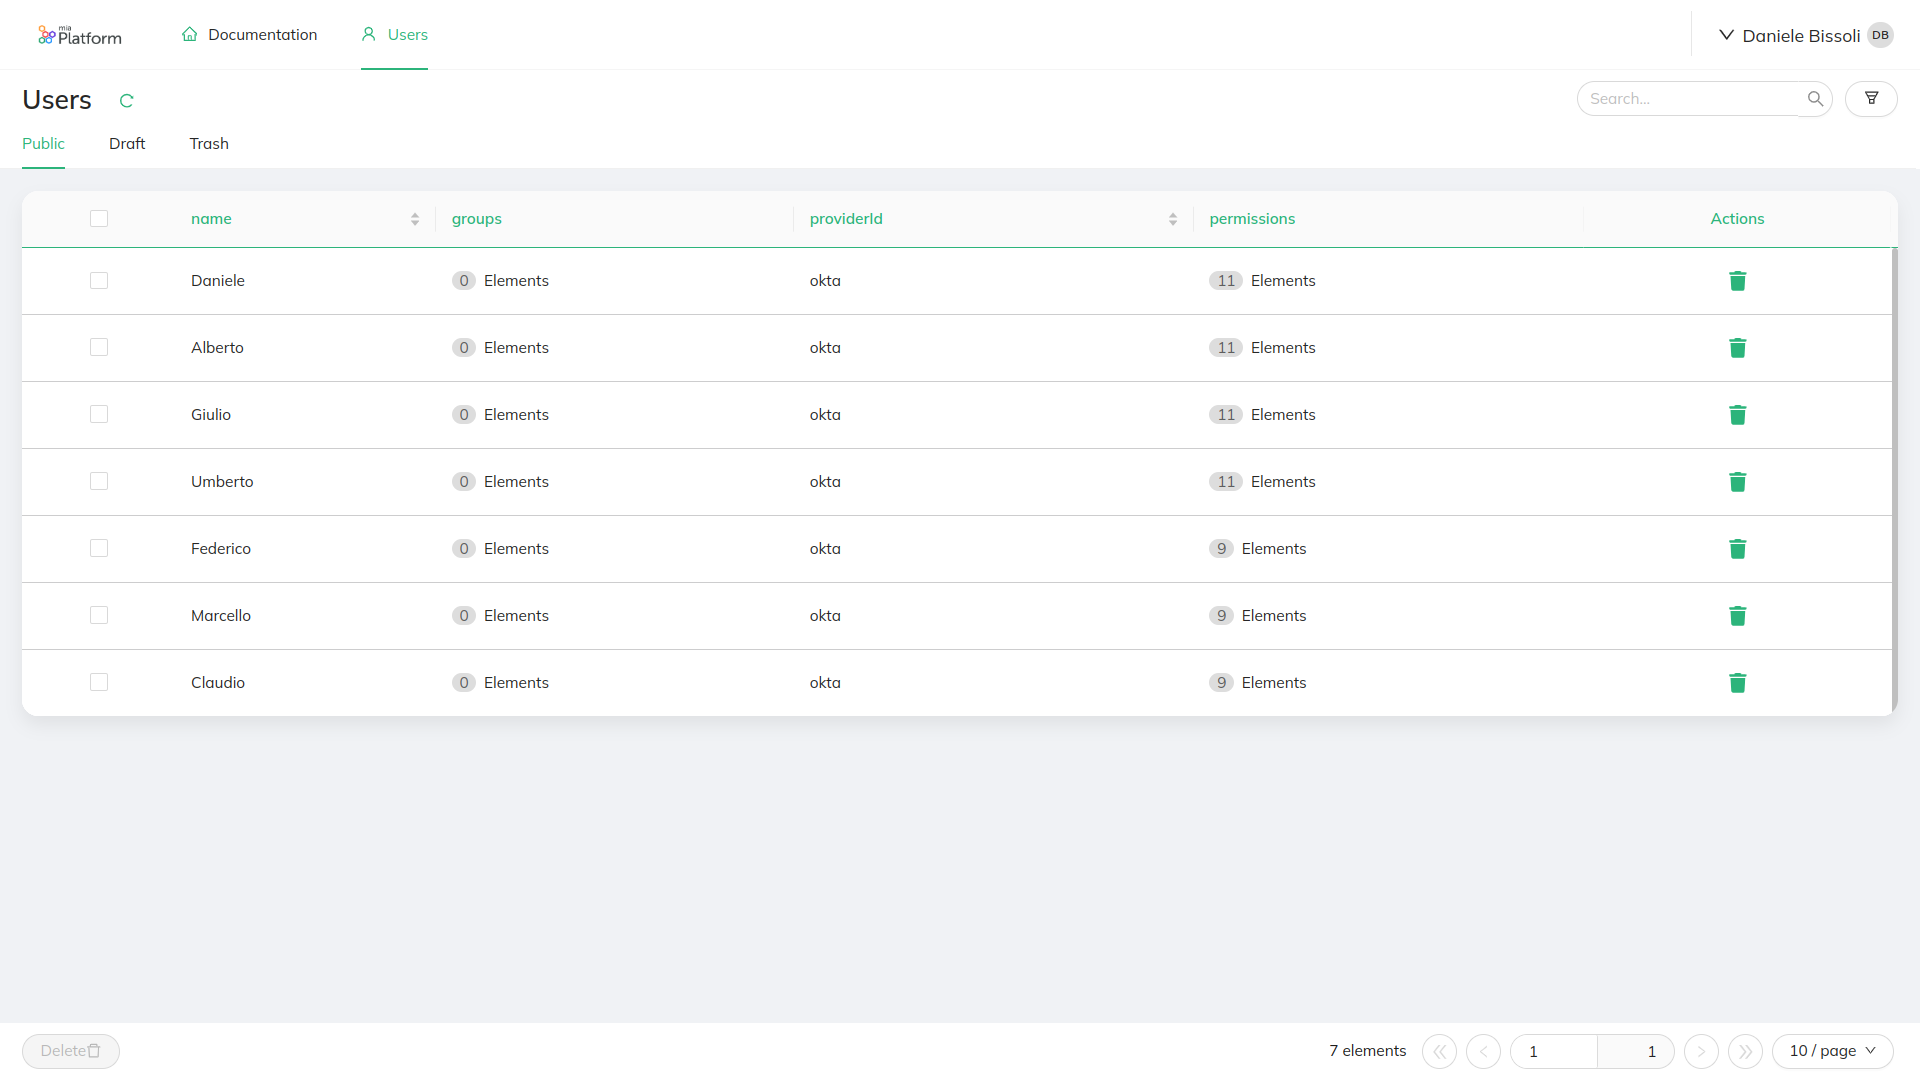 mia
Platform
Documentation
Users
Daniele Bissoli DB
Users
Search...
Public
Draft
Trash
name
groups
providerId
permissions
Actions
Daniele 0 Elements okta 11 Elements
Alberto 0 Elements okta 11 Elements
Giulio 0 Elements okta 11 Elements
Umberto 0 Elements okta 11 Elements
Federico 0 Elements okta 9 Elements
Marcello 0 Elements okta 9 Elements
Claudio 0 Elements okta 9 Elements
Delete
7 elements
1
1
10 / page